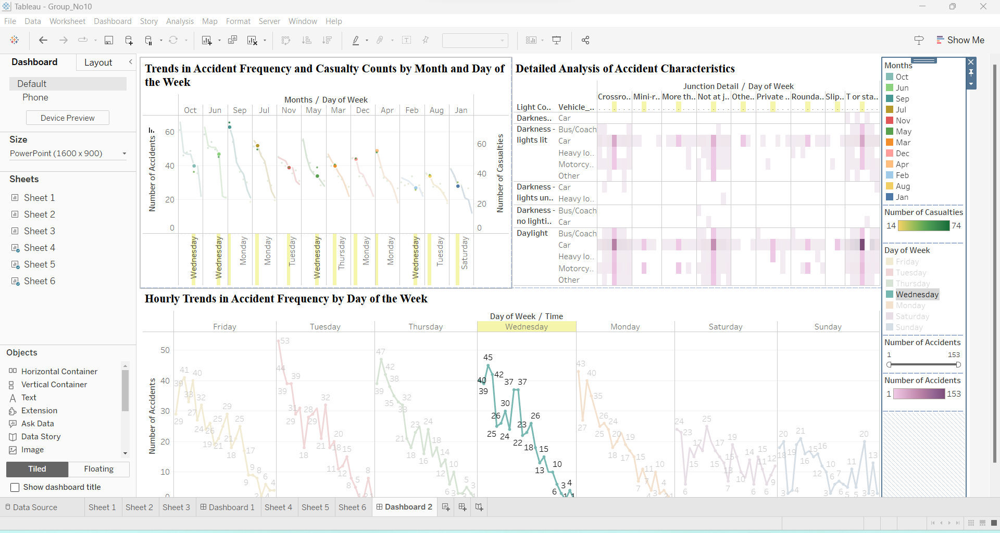 Tableau - Group_No10
File Data Worksheet Dashboard Story Analysis Map Format Server Window Help
Show Me
Dashboard Layout
Default
Phone
Device Preview
Size
PowerPoint (1600 x 900)
Sheets
Sheet 1
Sheet 2
Sheet 3
Sheet 4
Sheet 5
Sheet 6
Objects
Horizontal Container
Vertical Container
Text
Extension
Ask Data
Data Story
Image
Tiled Floating
Show dashboard title
Trends in Accident Frequency and Casualty Counts by Month and Day of
the Week
Months / Day of Week
Oct Jun Sep Jul Nov May Mar Dec Apr Feb Aug Jan
Number of Accidents
60
40
20
0
Number of Casualties
60
40
20
0
Wednesday Wednesday Monday Monday Tuesday Wednesday Thursday Monday Monday Wednesday Tuesday Saturday
Detailed Analysis of Accident Characteristics
Junction Detail / Day of Week
Crossro.. Mini-r.. More th.. Not at j.. Othe.. Private .. Rounda.. Slip.. T or sta..
Light Co.. Vehicle_..
Darknes.. Car
Darkness - Bus/Coach
lights lit Car
Heavy lo..
Motorcy..
Other
Darkness - Car
lights un.. Heavy lo..
Darkness - Bus/Coach
no lighti.. Car
Daylight Bus/Coach
Car
Heavy lo..
Motorcy..
Other
Months
Oct
Jun
Sep
Jul
Nov
May
Mar
Dec
Apr
Feb
Aug
Jan
Number of Casualties
14 74
Day of Week
Friday
Tuesday
Thursday
Wednesday
Monday
Saturday
Sunday
Number of Accidents
1 153
Number of Accidents
1 153
Hourly Trends in Accident Frequency by Day of the Week
Day of Week / Time
Friday Tuesday Thursday Wednesday Monday Saturday Sunday
Number of Accidents
50
40
30
20
10
0
39 29 41 33 40 27 32 24 26 19 25 21 29 21 18 25 17 9 9 8 6 4
53 44 39 39 31 29 18 28 29 21 32 18 20 11 12 15 8 5 8
39 47 42 38 35 33 32 21 18 23 16 24 18 12 14 6 10 3 5 3
40 39 45 42 25 26 30 24 37 37 22 23 26 18 13 15 10 6 3 4
43 27 40 35 25 26 24 18 20 17 19 15 7 11 7 4 10 3 4
24 23 6 15 17 25 17 15 15 13 19 10 14 6 15 11 6 12 9
18 20 3 4 19 21 16 15 16 12 10 3 6 7 5 11 5 20 3 13 3
Data Source Sheet 1 Sheet 2 Sheet 3 Dashboard 1 Sheet 4 Sheet 5 Sheet 6 Dashboard 2